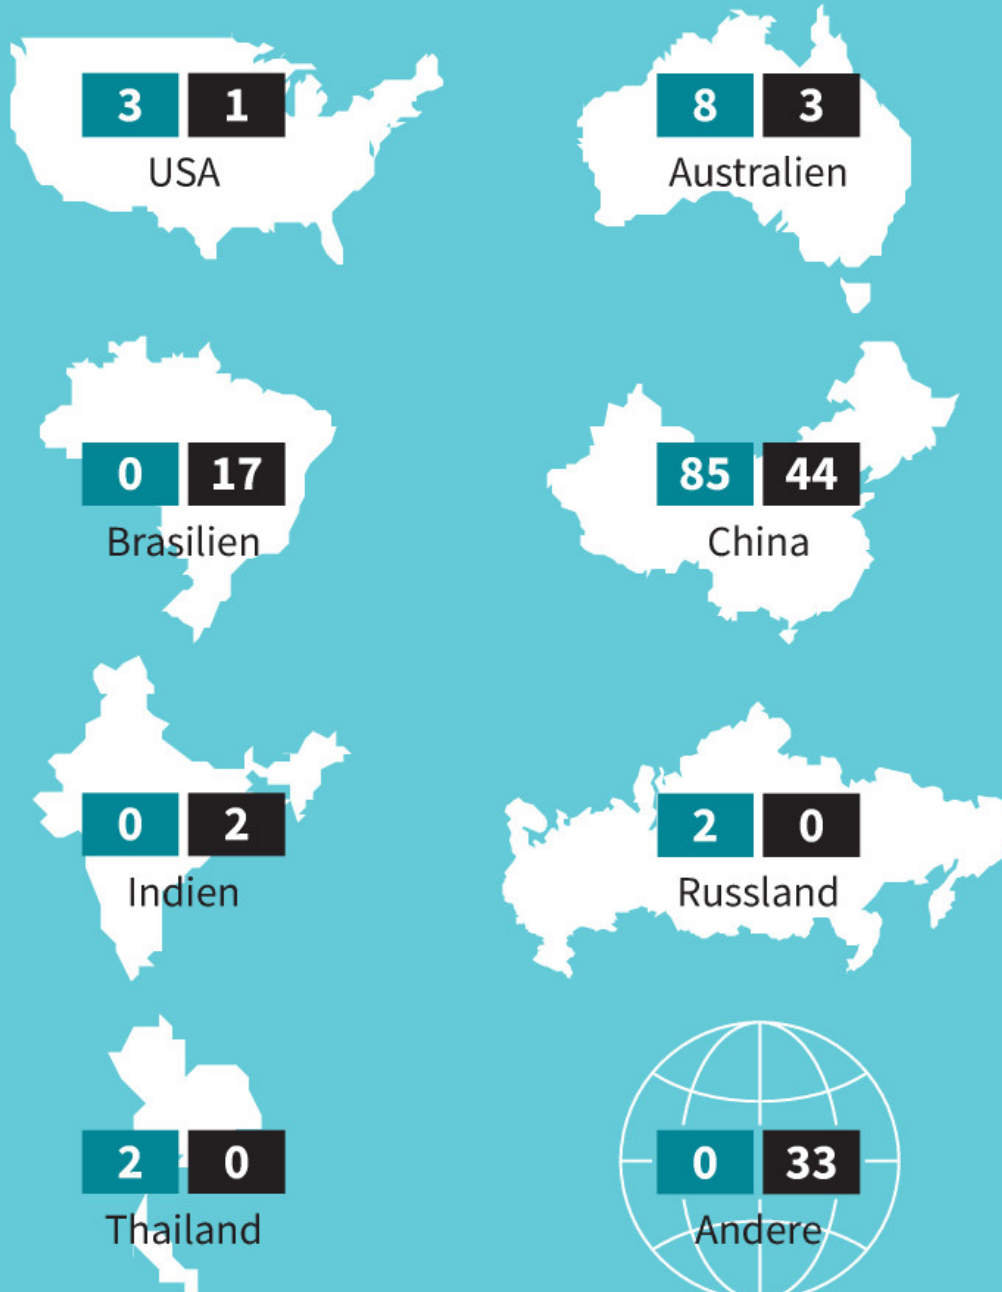 3 1
USA
8 3
Australien
0 17
Brasilien
85 44
China
0 2
Indien
2 0
Russland
2 0
Thailand
0 33
Andere